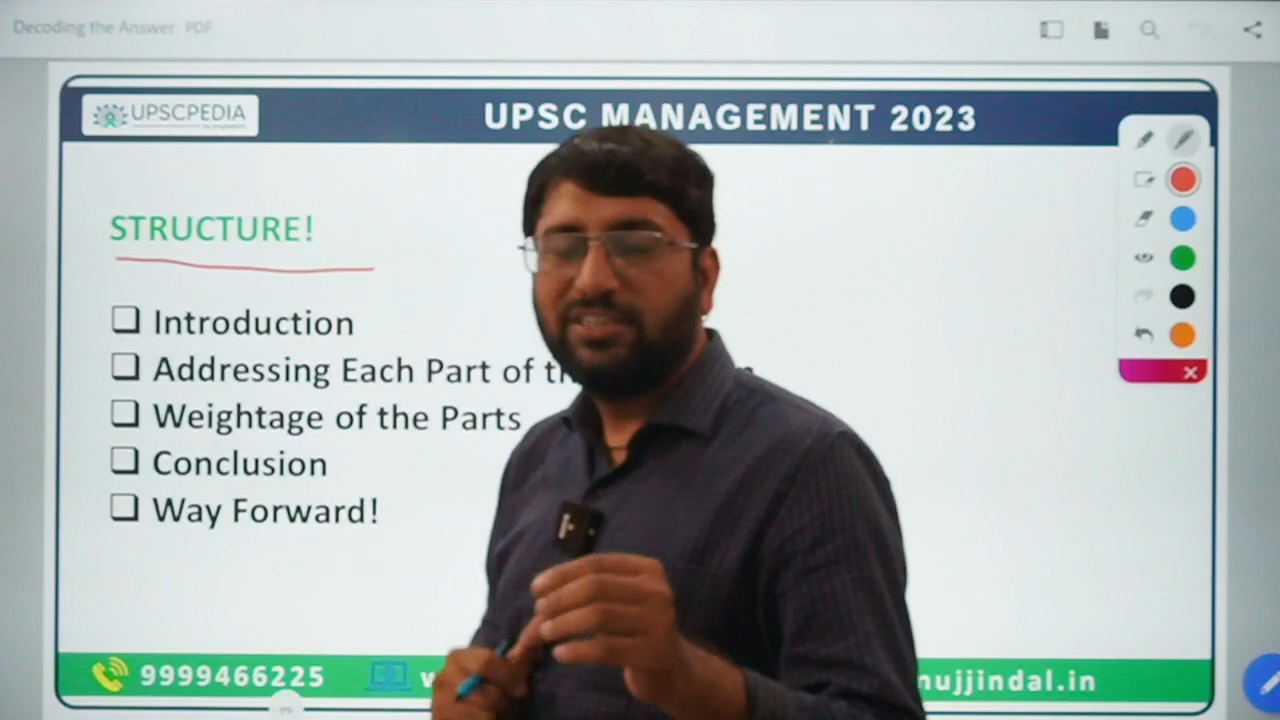 Decoding the Answer PDF
UPSCPEDIA
UPSC MANAGEMENT 2023
STRUCTURE!
❑ Introduction
❑ Addressing Each Part of
❑ Weightage of the Parts
❑ Conclusion
❑ Way Forward!
9999466225
nujjindal.in